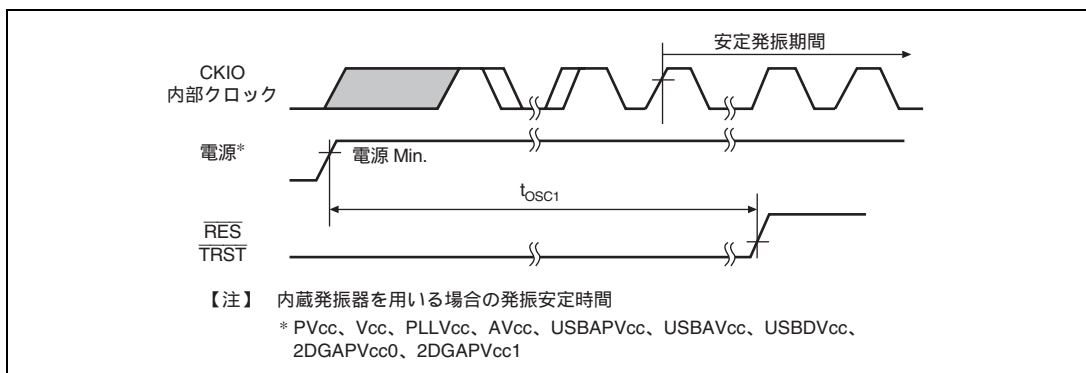 安定発振期間
CKIO
内部クロック
電源*
電源 Min.
tOSC1
RES
TRST
【注】 内蔵発振器を用いる場合の発振安定時間
* PVcc、Vcc、PLLVcc、AVcc、USBAPVcc、USBAVcc、USBDVcc、
2DGAPVcc0、2DGAPVcc1